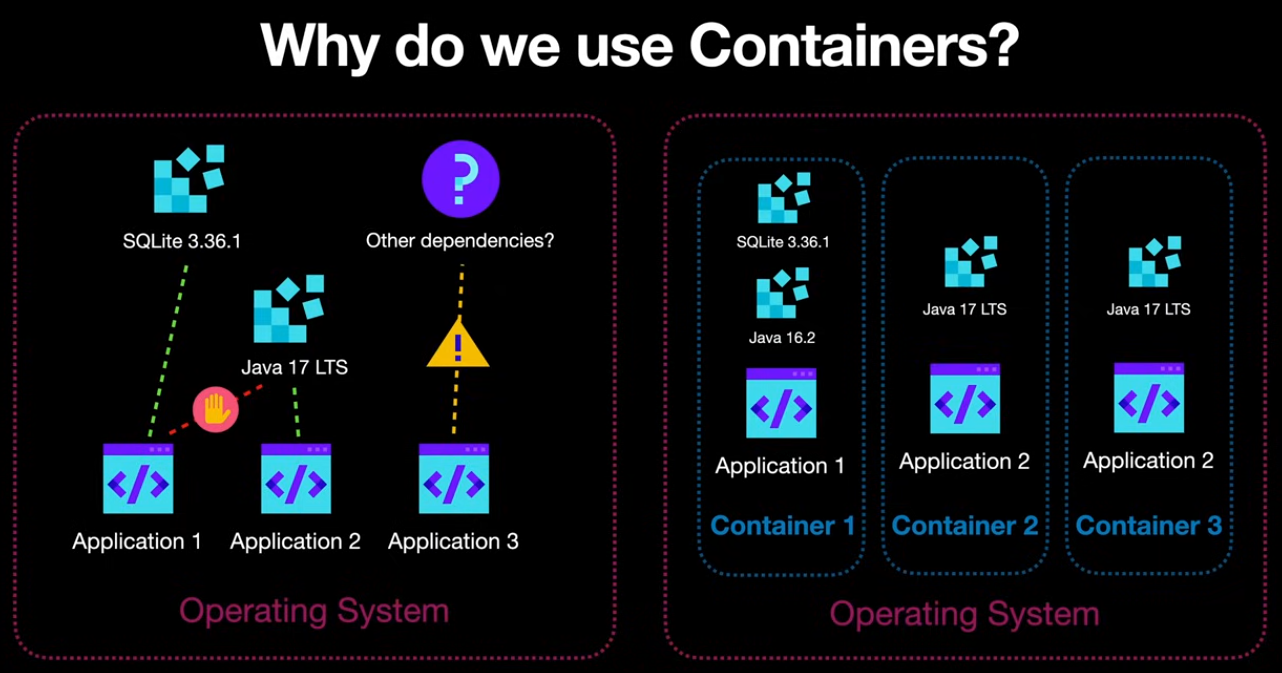 Why do we use Containers?
SQLite 3.36.1
Other dependencies?
Java 17 LTS
Application 1
Application 2
Application 3
Operating System
SQLite 3.36.1
Java 16.2
Application 1
Container 1
Java 17 LTS
Application 2
Container 2
Java 17 LTS
Application 2
Container 3
Operating System